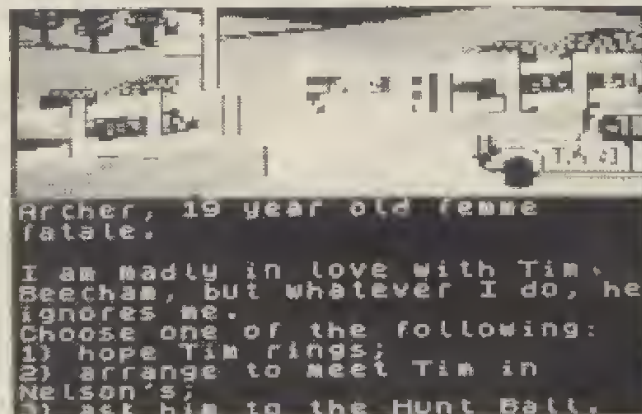 Archer, 19 year old femme
fatale.
I am madly in love with Tim
Beecham, but whatever I do, he
ignores me.
Choose one of the following:
1) hope Tim rings;
2) arrange to meet Tim in
Nelson's;
3) ask him to the Hunt Ball.